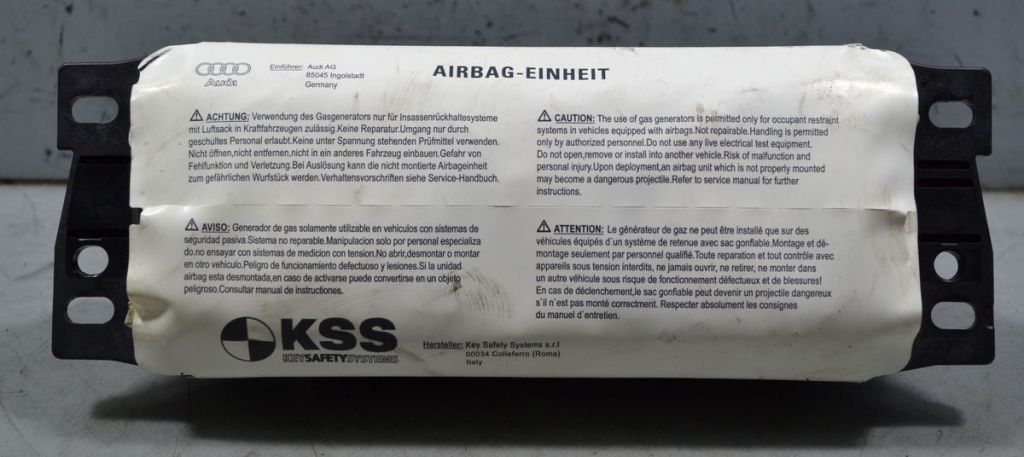 Audi
Einführer: Audi AG
85045 Ingolstadt
Germany
AIRBAG-EINHEIT
ACHTUNG: Verwendung des Gasgenerators nur für Insassenrückhaltesysteme
mit Luftsack in Kraftfahrzeugen zulässig.Keine Reparatur.Umgang nur durch
geschultes Personal erlaubt.Keine unter Spannung stehenden Prüfmittel verwenden.
Nicht öffnen,nicht entfernen,nicht in ein anderes Fahrzeug einbauen.Gefahr von
Fehlfunktion und Verletzung.Bei Auslösung kann die nicht montierte Airbageinheit
zum gefährlichen Wurfstück werden.Verhaltensvorschriften siehe Service-Handbuch.
CAUTION: The use of gas generators is permitted only for occupant restraint
systems in vehicles equipped with airbags.Not repairable.Handling is permitted
only by authorized personnel.Do not use any live electrical test equipment.
Do not open,remove or install into another vehicle.Risk of malfunction and
personal injury.Upon deployment,an airbag unit which is not properly mounted
may become a dangerous projectile.Refer to service manual for further
instructions.
AVISO: Generador de gas solamente utilizable en vehiculos con sistemas de
seguridad pasiva.Sistema no reparable.Manipulacion solo por personal especializa
do.no ensayar con sistemas de medicion con tension.No abrir,desmontar o montar
en otro vehiculo.Peligro de funcionamiento defectuoso y lesiones.Si la unidad
airbag esta desmontada,en caso de activarse puede convertirse en un objeto
peligroso.Consultar manual de instructiones.
ATTENTION: Le générateur de gaz ne peut être installé que sur des
véhicules équipés d'un système de retenue avec sac gonflable.Montage et dé-
montage seulement par personnel qualifié.Toute reparation et tout contrôle avec
appareils sous tension interdits, ne jamais ouvrir, ne retirer, ne monter dans
un autre véhicule sous risque de fonctionnement défectueux et de blessures!
En cas de déclenchement,le sac gonflable peut devenir un projectile dangereux
s'il n'est pas monté correctment. Respecter absolument les consignes
du manuel d'entretien.
KSS
KEYSAFETYSYSTEMS
Hersteller: Key Safety Systems s.r.l
00034 Colleferro (Roma)
Italy